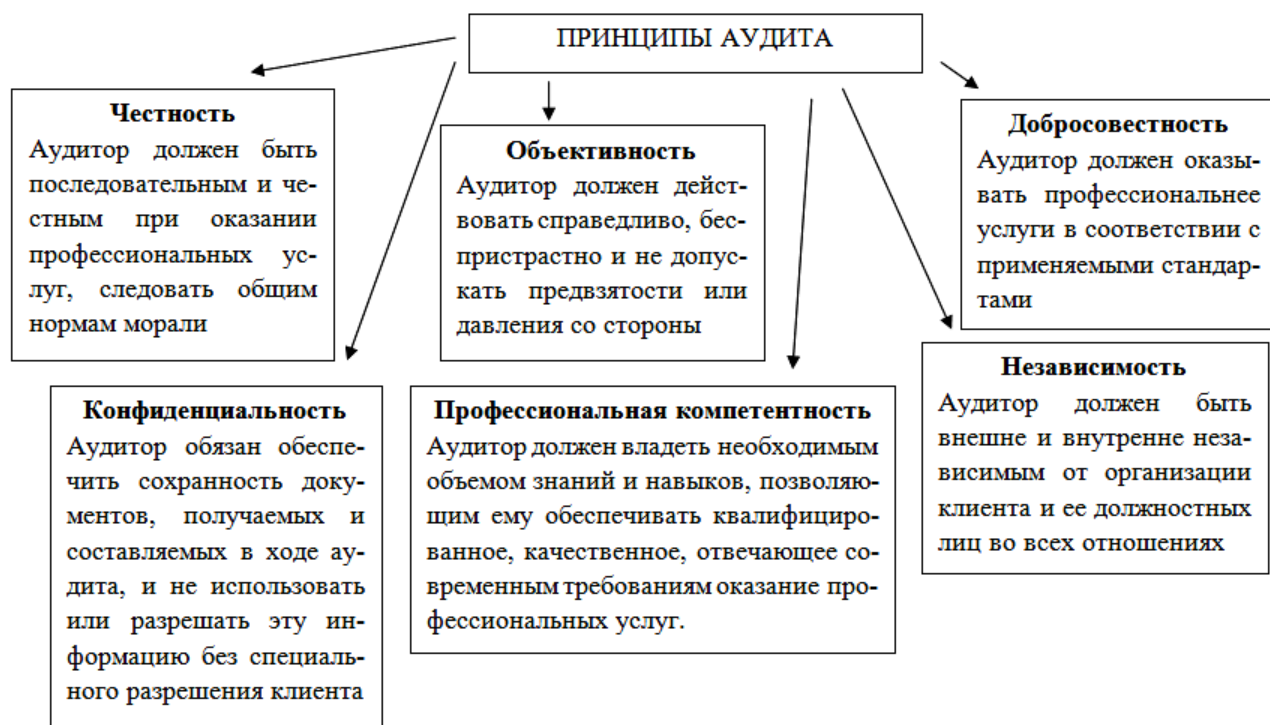 ПРИНЦИПЫ АУДИТА
Честность
Аудитор должен быть
последовательным и че-
стным при оказании
профессиональных ус-
луг, следовать общим
нормам морали
Объективность
Аудитор должен дейст-
вовать справедливо, бес-
пристрастно и не допус-
кать предвзятости или
давления со стороны
Добросовестность
Аудитор должен оказы-
вать профессиональнее
услуги в соответствии с
применяемыми стандар-
тами
Конфиденциальность
Аудитор обязан обеспе-
чить сохранность доку-
ментов, получаемых и
составляемых в ходе ау-
дита, и не использовать
или разрешать эту ин-
формацию без специаль-
ного разрешения клиента
Профессиональная компетентность
Аудитор должен владеть необходимым
объемом знаний и навыков, позволяю-
щим ему обеспечивать квалифициро-
ванное, качественное, отвечающее со-
временным требованиям оказание про-
фессиональных услуг.
Независимость
Аудитор должен быть
внешне и внутренне неза-
висимым от организации
клиента и ее должностных
лиц во всех отношениях